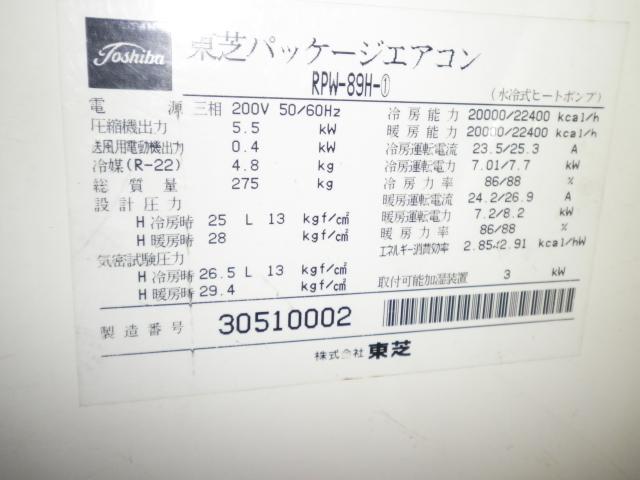 Toshiba
東芝パッケージエアコン
RPW-89H-①
(水冷式ヒートポンプ)
電源 三相 200V 50/60Hz
圧縮機出力 5.5 kW
送風用電動機出力 0.4 kW
冷媒(R-22) 4.8 kg
総質量 275 kg
設計圧力
H 冷房時 25 L 13 kgf/c㎡
H 暖房時 28 kgf/c㎡
気密試験圧力
H 冷房時 26.5 L 13 kgf/c㎡
H 暖房時 29.4 kgf/c㎡
冷房能力 20000/22400 kcal/h
暖房能力 20000/22400 kcal/h
冷房運転電流 23.5/25.3 A
冷房運転電力 7.01/7.7 kW
冷房力率 86/88 %
暖房運転電流 24.2/26.9 A
暖房運転電力 7.2/8.2 kW
暖房力率 86/88 %
エネルギー消費効率 2.85/2.91 kcal/hW
取付可能加湿装置 3 kW
製造番号 30510002
株式会社 東芝